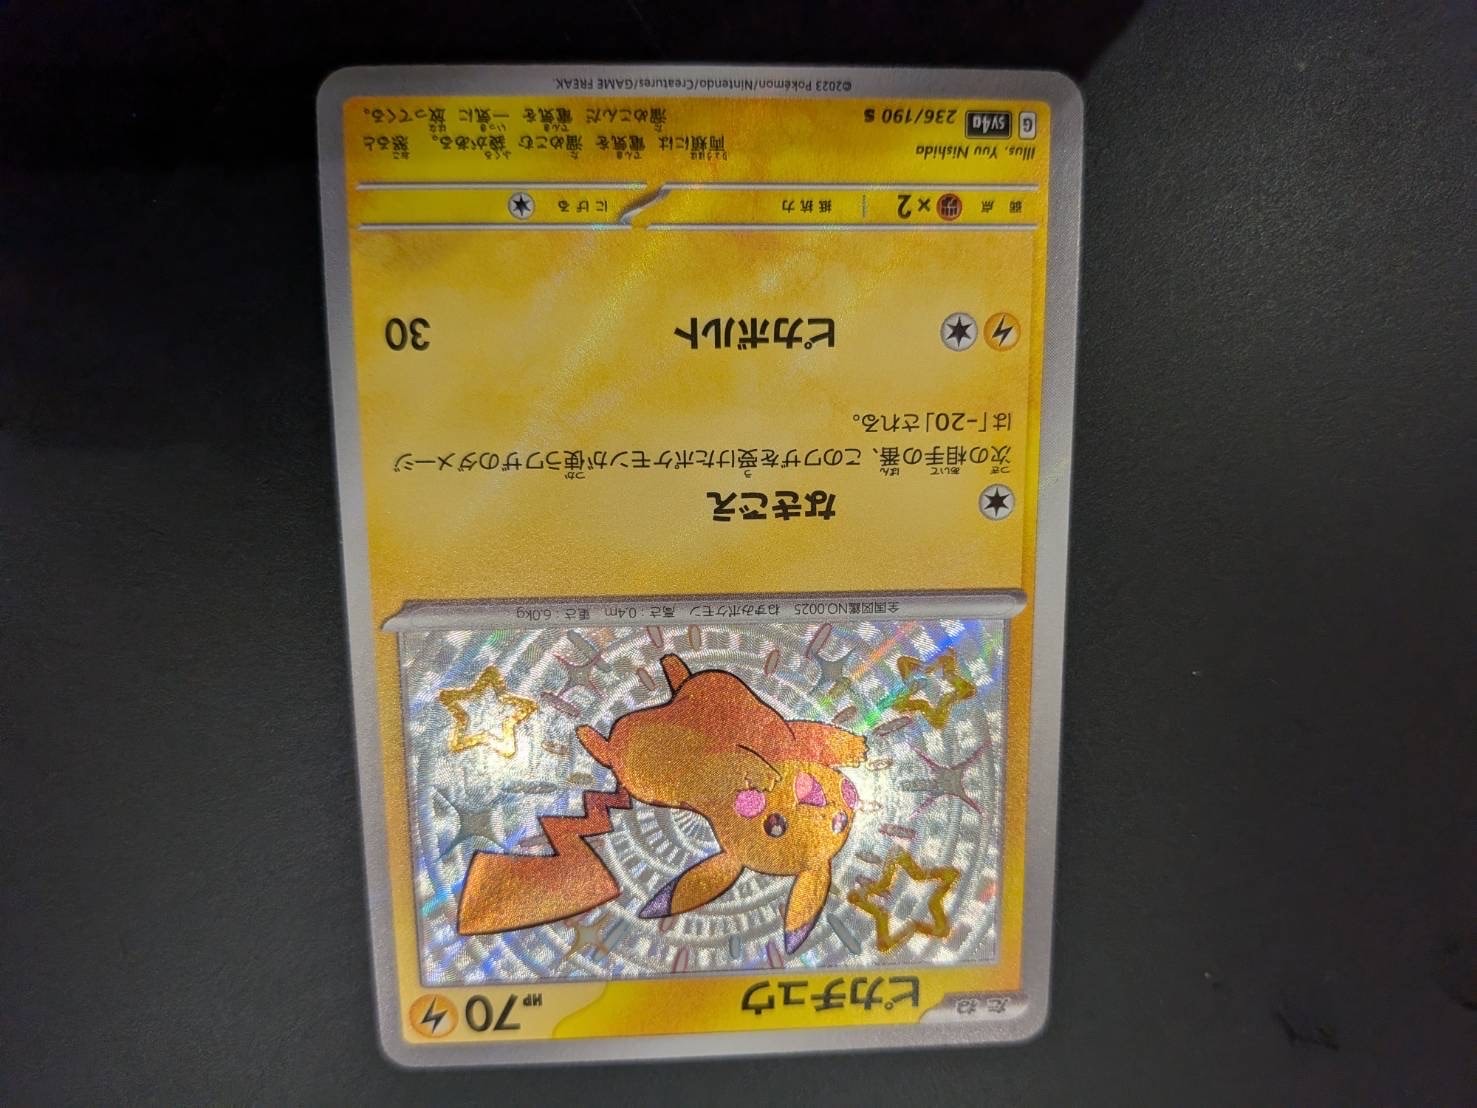 たね
ピカチュウ
HP 70
全国図鑑NO.0025 ねずみポケモン 高さ:0.4m 重さ:6.0kg
なきごえ
次の相手の番、このワザを受けたポケモンが使うワザのダメージ
は「-20」される。
ピカボルト 30
弱点 ×2 抵抗力 にげる
Illus. Yuu Nishida
G SV4a 236/190 S
両頬には 電気を 溜めこむ 袋がある。 怒ると
溜めこんだ 電気を 一気に 放ってくる。
©2023 Pokémon/Nintendo/Creatures/GAME FREAK.